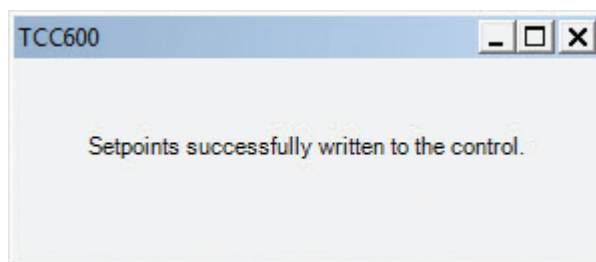 TCC600
Setpoints successfully written to the control.